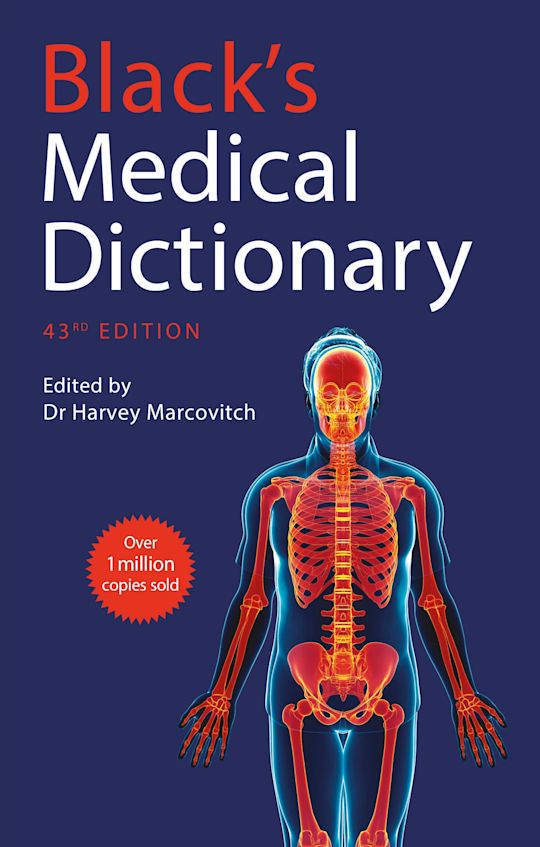 Black’s
Medical
Dictionary
43RD EDITION
Edited by
Dr Harvey Marcovitch
Over
1 million
copies sold